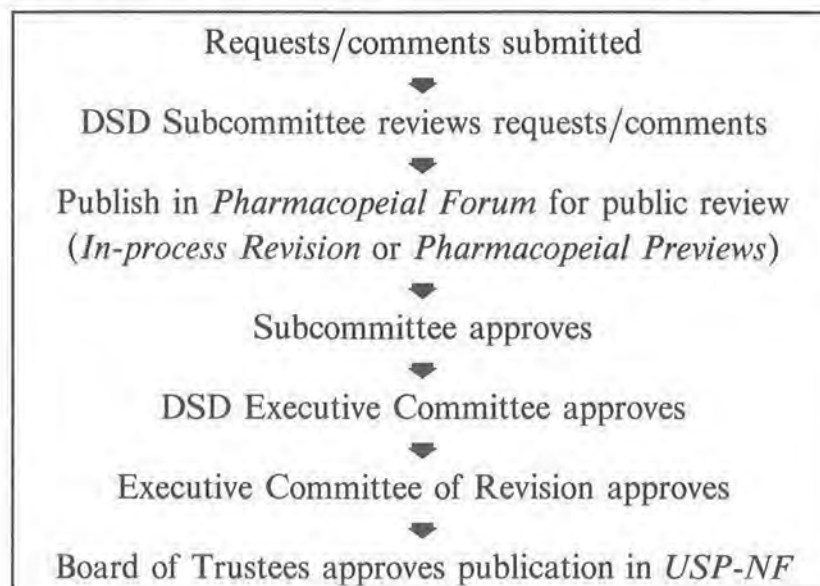 Requests/comments submitted
DSD Subcommittee reviews requests/comments
Publish in Pharmacopeial Forum for public review
(In-process Revision or Pharmacopeial Previews)
Subcommittee approves
DSD Executive Committee approves
Executive Committee of Revision approves
Board of Trustees approves publication in USP-NF